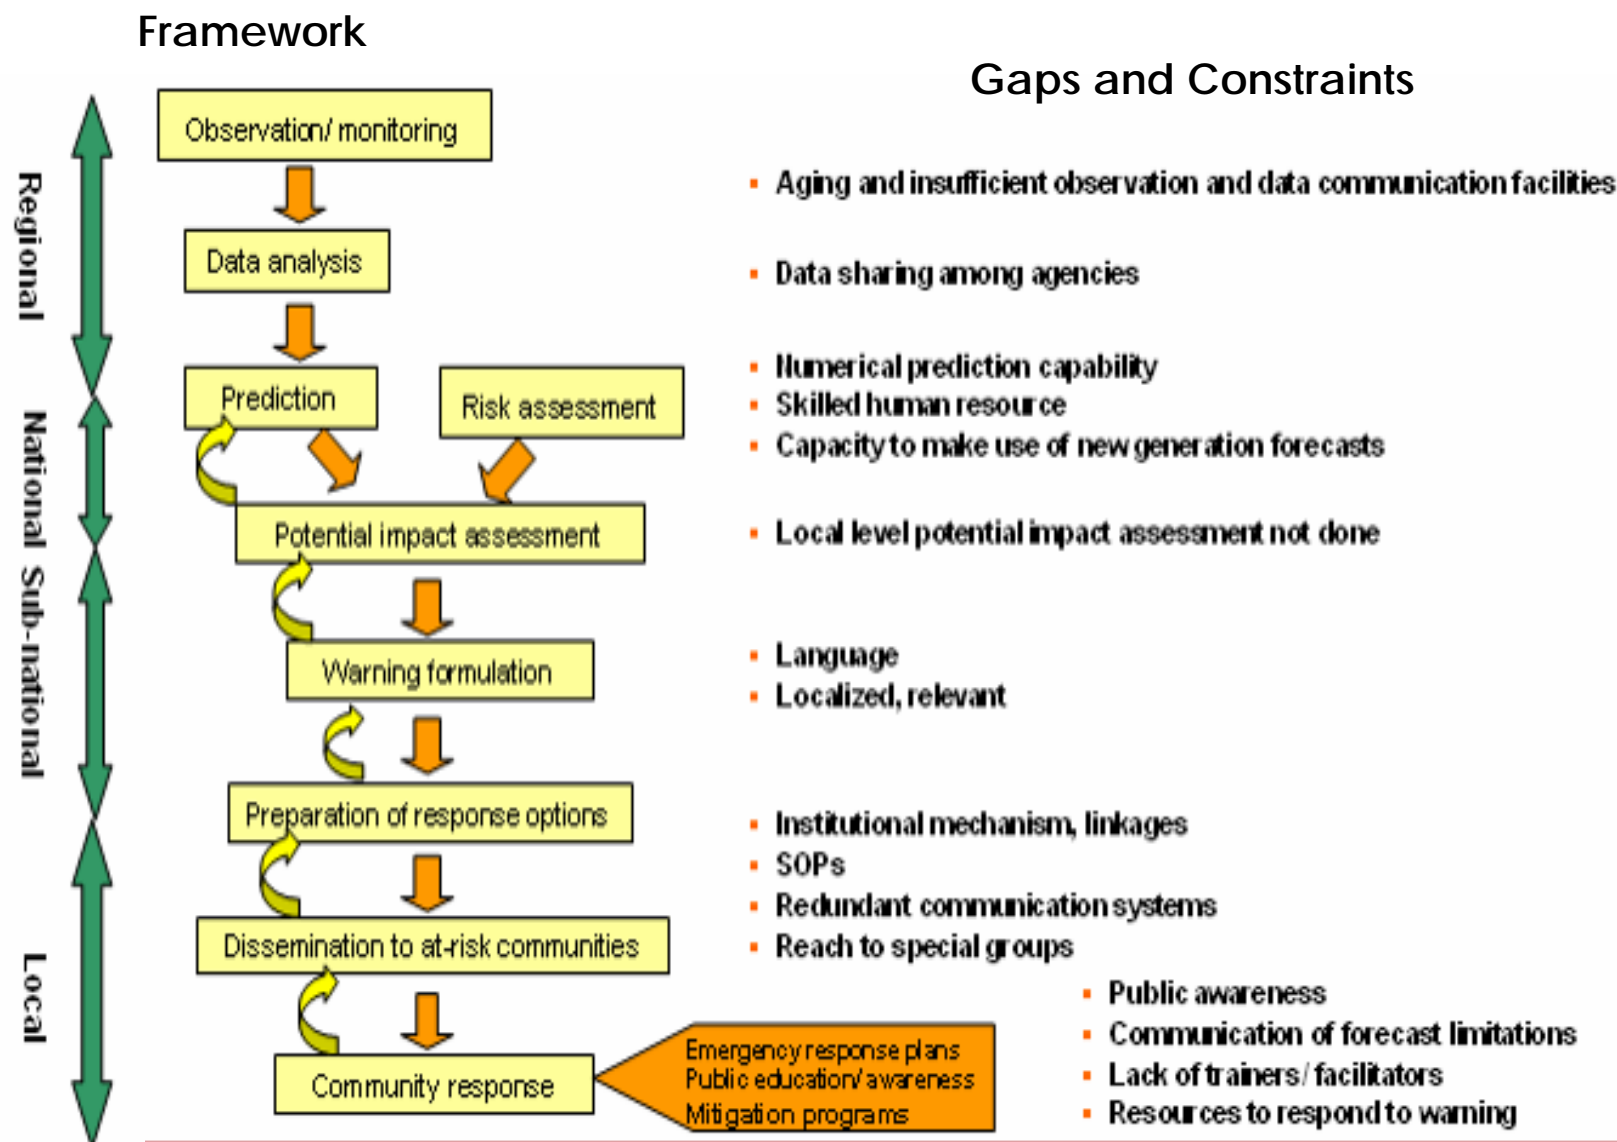 Framework
Gaps and Constraints
Regional
National
Sub-national
Local
Observation/ monitoring
Data analysis
Prediction
Risk assessment
Potential impact assessment
Warning formulation
Preparation of response options
Dissemination to at-risk communities
Community response
Emergency response plans
Public education/ awareness
Mitigation programs
▪ Aging and insufficient observation and data communication facilities
▪ Data sharing among agencies
▪ Numerical prediction capability
▪ Skilled human resource
▪ Capacity to make use of new generation forecasts
▪ Local level potential impact assessment not done
▪ Language
▪ Localized, relevant
▪ Institutional mechanism, linkages
▪ SOPs
▪ Redundant communication systems
▪ Reach to special groups
▪ Public awareness
▪ Communication of forecast limitations
▪ Lack of trainers/ facilitators
▪ Resources to respond to warning